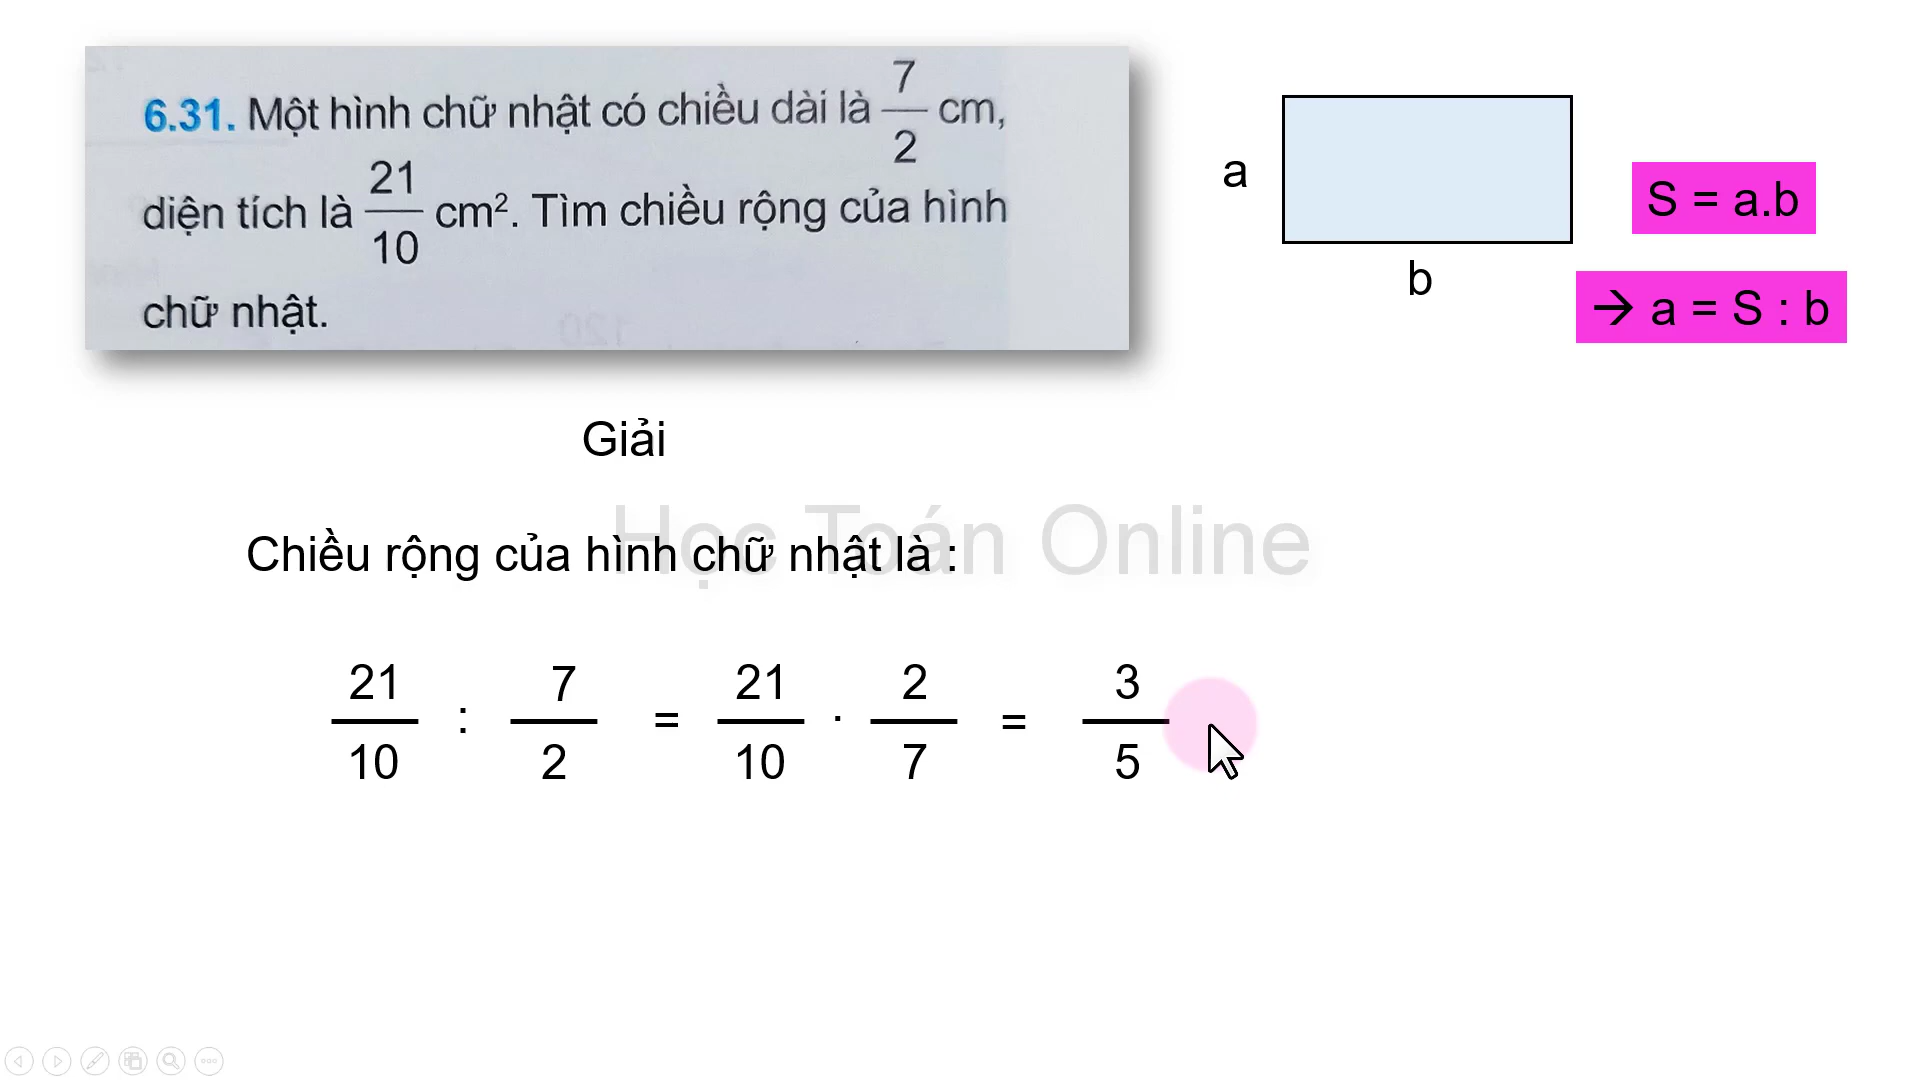 6.31. Một hình chữ nhật có chiều dài là 7/2 cm,
diện tích là 21/10 cm². Tìm chiều rộng của hình
chữ nhật.
a
b
S = a.b
→ a = S : b
Giải
Học Toán Online
Chiều rộng của hình chữ nhật là :
21/10 : 7/2 = 21/10 . 2/7 = 3/5